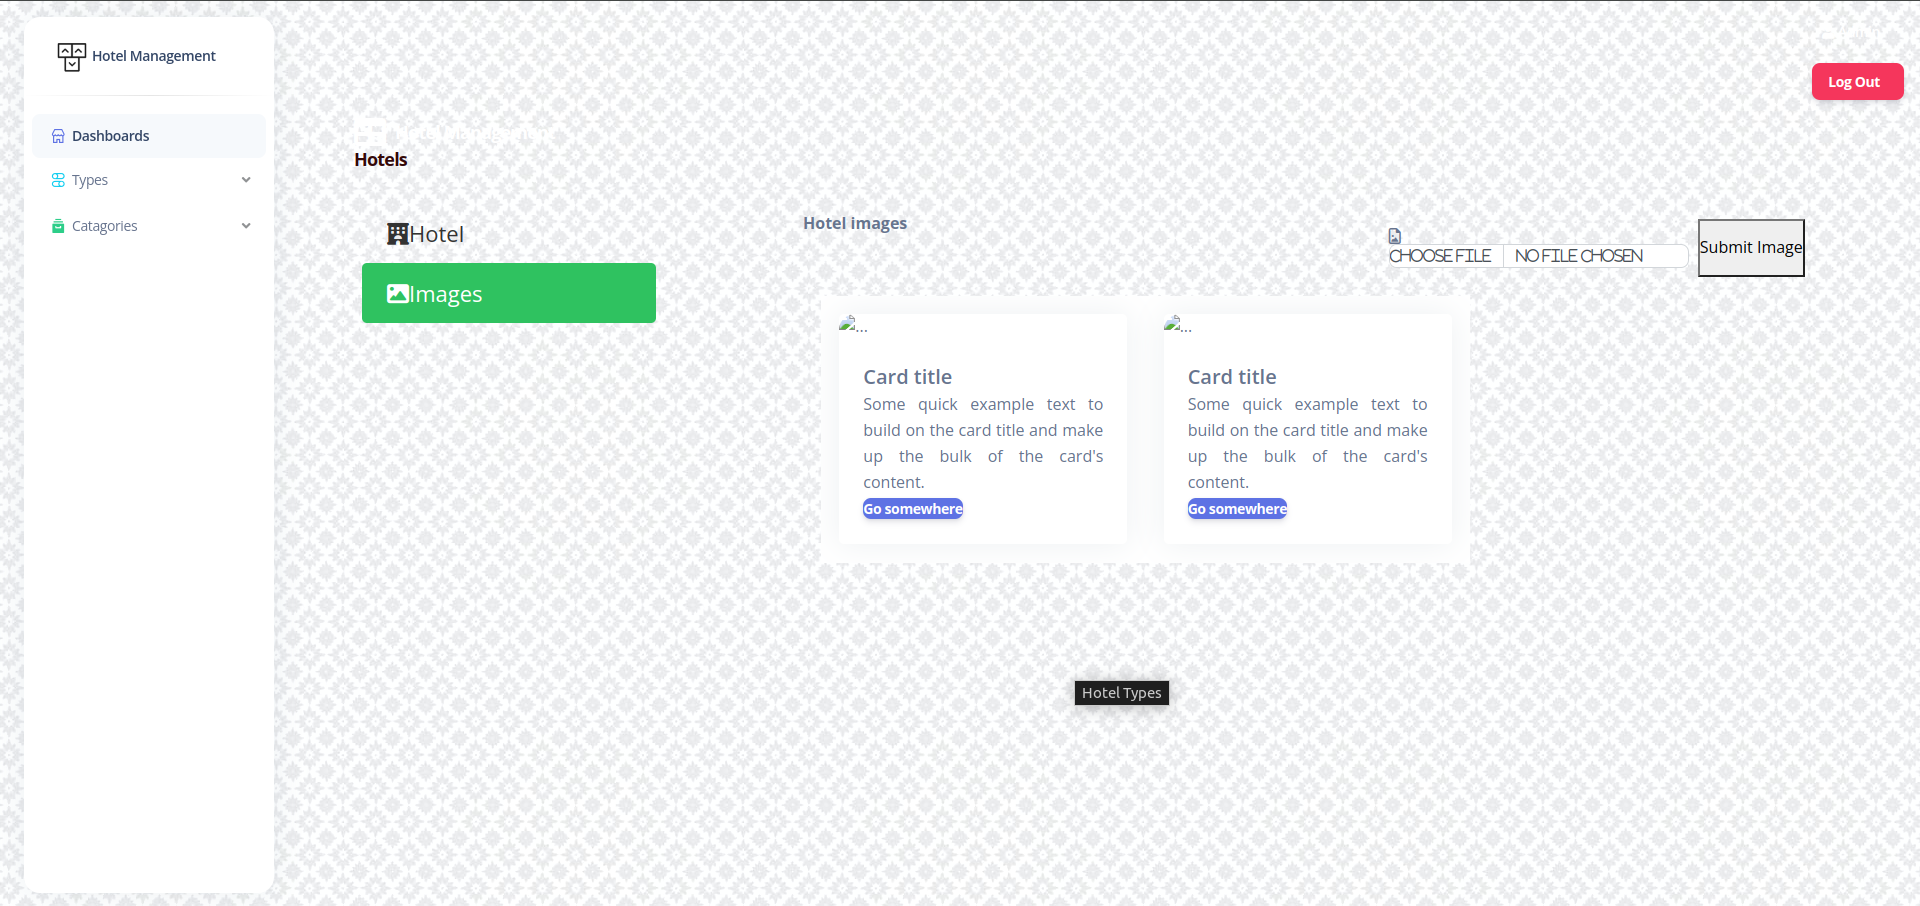 Hotel Management
Log Out
Dashboards
Hotels
Types
Catagories
Hotel
Images
Hotel images
CHOOSE FILE NO FILE CHOSEN
Submit Image
...
Card title
Some quick example text to
build on the card title and make
up the bulk of the card's
content.
Go somewhere
...
Card title
Some quick example text to
build on the card title and make
up the bulk of the card's
content.
Go somewhere
Hotel Types